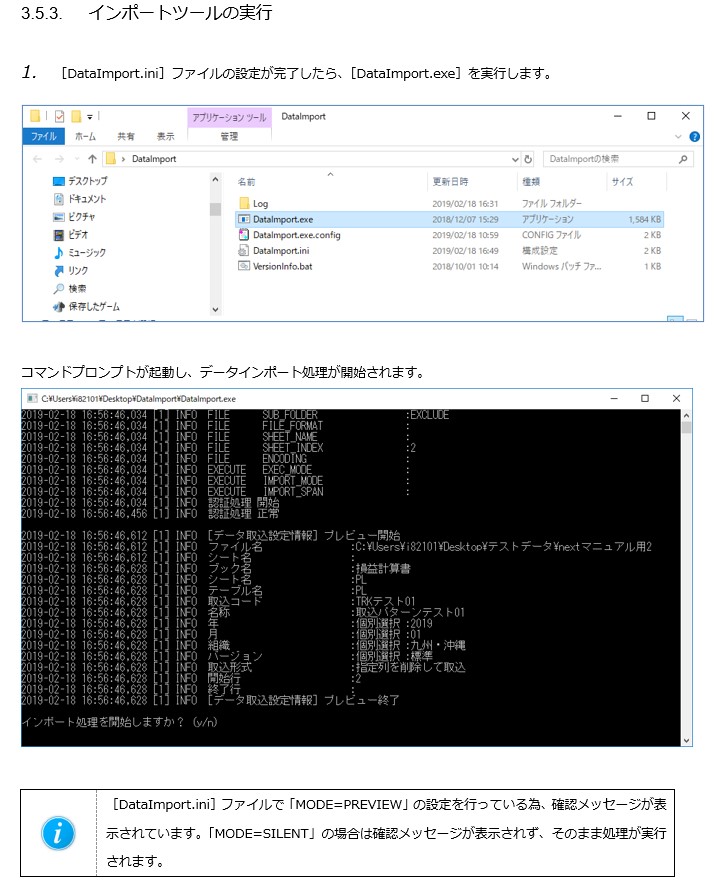 3.5.3. インポートツールの実行
1. ［DataImport.ini］ファイルの設定が完了したら、［DataImport.exe］を実行します。
アプリケーション ツール DataImport
ファイル ホーム 共有 表示 管理
DataImport DataImportの検索
デスクトップ
ドキュメント
ピクチャ
ビデオ
ミュージック
リンク
検索
保存したゲーム
名前 更新日時 種類 サイズ
Log 2019/02/18 16:31 ファイル フォルダー
DataImport.exe 2018/12/07 15:29 アプリケーション 1,584 KB
DataImport.exe.config 2019/02/18 10:59 CONFIG ファイル 2 KB
DataImport.ini 2019/02/18 16:49 構成設定 2 KB
VersionInfo.bat 2018/10/01 10:14 Windows バッチ ファ... 1 KB
コマンドプロンプトが起動し、データインポート処理が開始されます。
C:¥Users¥i82101¥Desktop¥DataImport¥DataImport.exe
2019-02-18 16:56:46,034 [1] INFO FILE SUB_FOLDER :EXCLUDE
2019-02-18 16:56:46,034 [1] INFO FILE FILE_FORMAT :
2019-02-18 16:56:46,034 [1] INFO FILE SHEET_NAME :
2019-02-18 16:56:46,034 [1] INFO FILE SHEET_INDEX :2
2019-02-18 16:56:46,034 [1] INFO FILE ENCODING :
2019-02-18 16:56:46,034 [1] INFO EXECUTE EXEC_MODE :
2019-02-18 16:56:46,034 [1] INFO EXECUTE IMPORT_MODE :
2019-02-18 16:56:46,034 [1] INFO EXECUTE IMPORT_SPAN :
2019-02-18 16:56:46,034 [1] INFO 認証処理 開始
2019-02-18 16:56:46,456 [1] INFO 認証処理 正常
2019-02-18 16:56:46,612 [1] INFO [データ取込設定情報] プレビュー開始
2019-02-18 16:56:46,612 [1] INFO ファイル名 :C:¥Users¥i82101¥Desktop¥テストデータ¥nextマニュアル用2
2019-02-18 16:56:46,612 [1] INFO シート名 :
2019-02-18 16:56:46,628 [1] INFO ブック名 :損益計算書
2019-02-18 16:56:46,628 [1] INFO シート名 :PL
2019-02-18 16:56:46,628 [1] INFO テーブル名 :PL
2019-02-18 16:56:46,628 [1] INFO 取込コード :TRKテスト01
2019-02-18 16:56:46,628 [1] INFO 名称 :取込パターンテスト01
2019-02-18 16:56:46,628 [1] INFO 年 :個別選択 :2019
2019-02-18 16:56:46,628 [1] INFO 月 :個別選択 :01
2019-02-18 16:56:46,628 [1] INFO 組織 :個別選択 :九州・沖縄
2019-02-18 16:56:46,628 [1] INFO バージョン :個別選択 :標準
2019-02-18 16:56:46,628 [1] INFO 取込形式 :指定列を削除して取込
2019-02-18 16:56:46,628 [1] INFO 開始行 :2
2019-02-18 16:56:46,628 [1] INFO 終了行 :
2019-02-18 16:56:46,628 [1] INFO [データ取込設定情報] プレビュー終了
インポート処理を開始しますか？ (y/n)
［DataImport.ini］ファイルで「MODE=PREVIEW」の設定を行っている為、確認メッセージが表
示されています。「MODE=SILENT」の場合は確認メッセージが表示されず、そのまま処理が実行
されます。